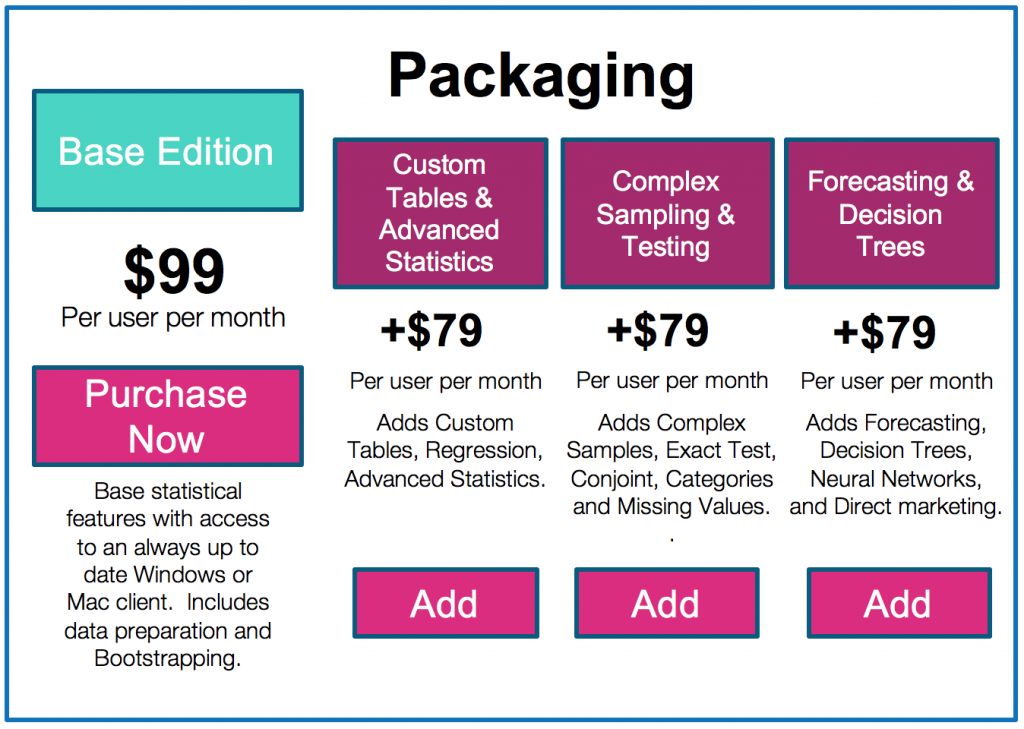 Packaging
Base Edition
$99
Per user per month
Purchase
Now
Base statistical
features with access
to an always up to
date Windows or
Mac client.  Includes
data preparation and
Bootstrapping.
Custom
Tables &
Advanced
Statistics
+$79
Per user per month
Adds Custom
Tables, Regression,
Advanced Statistics.
Add
Complex
Sampling &
Testing
+$79
Per user per month
Adds Complex
Samples, Exact Test,
Conjoint, Categories
and Missing Values.
.
Add
Forecasting &
Decision
Trees
+$79
Per user per month
Adds Forecasting,
Decision Trees,
Neural Networks,
and Direct marketing.
Add